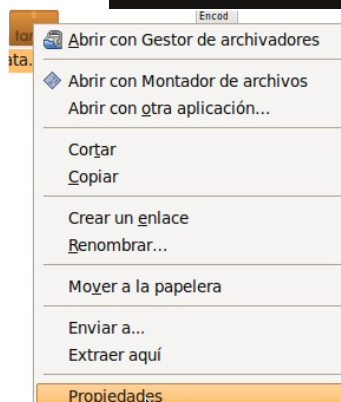 Encod
tar
ata.
Abrir con Gestor de archivadores
Abrir con Montador de archivos
Abrir con otra aplicación...
Cortar
Copiar
Crear un enlace
Renombrar...
Mover a la papelera
Enviar a...
Extraer aquí
Propiedades